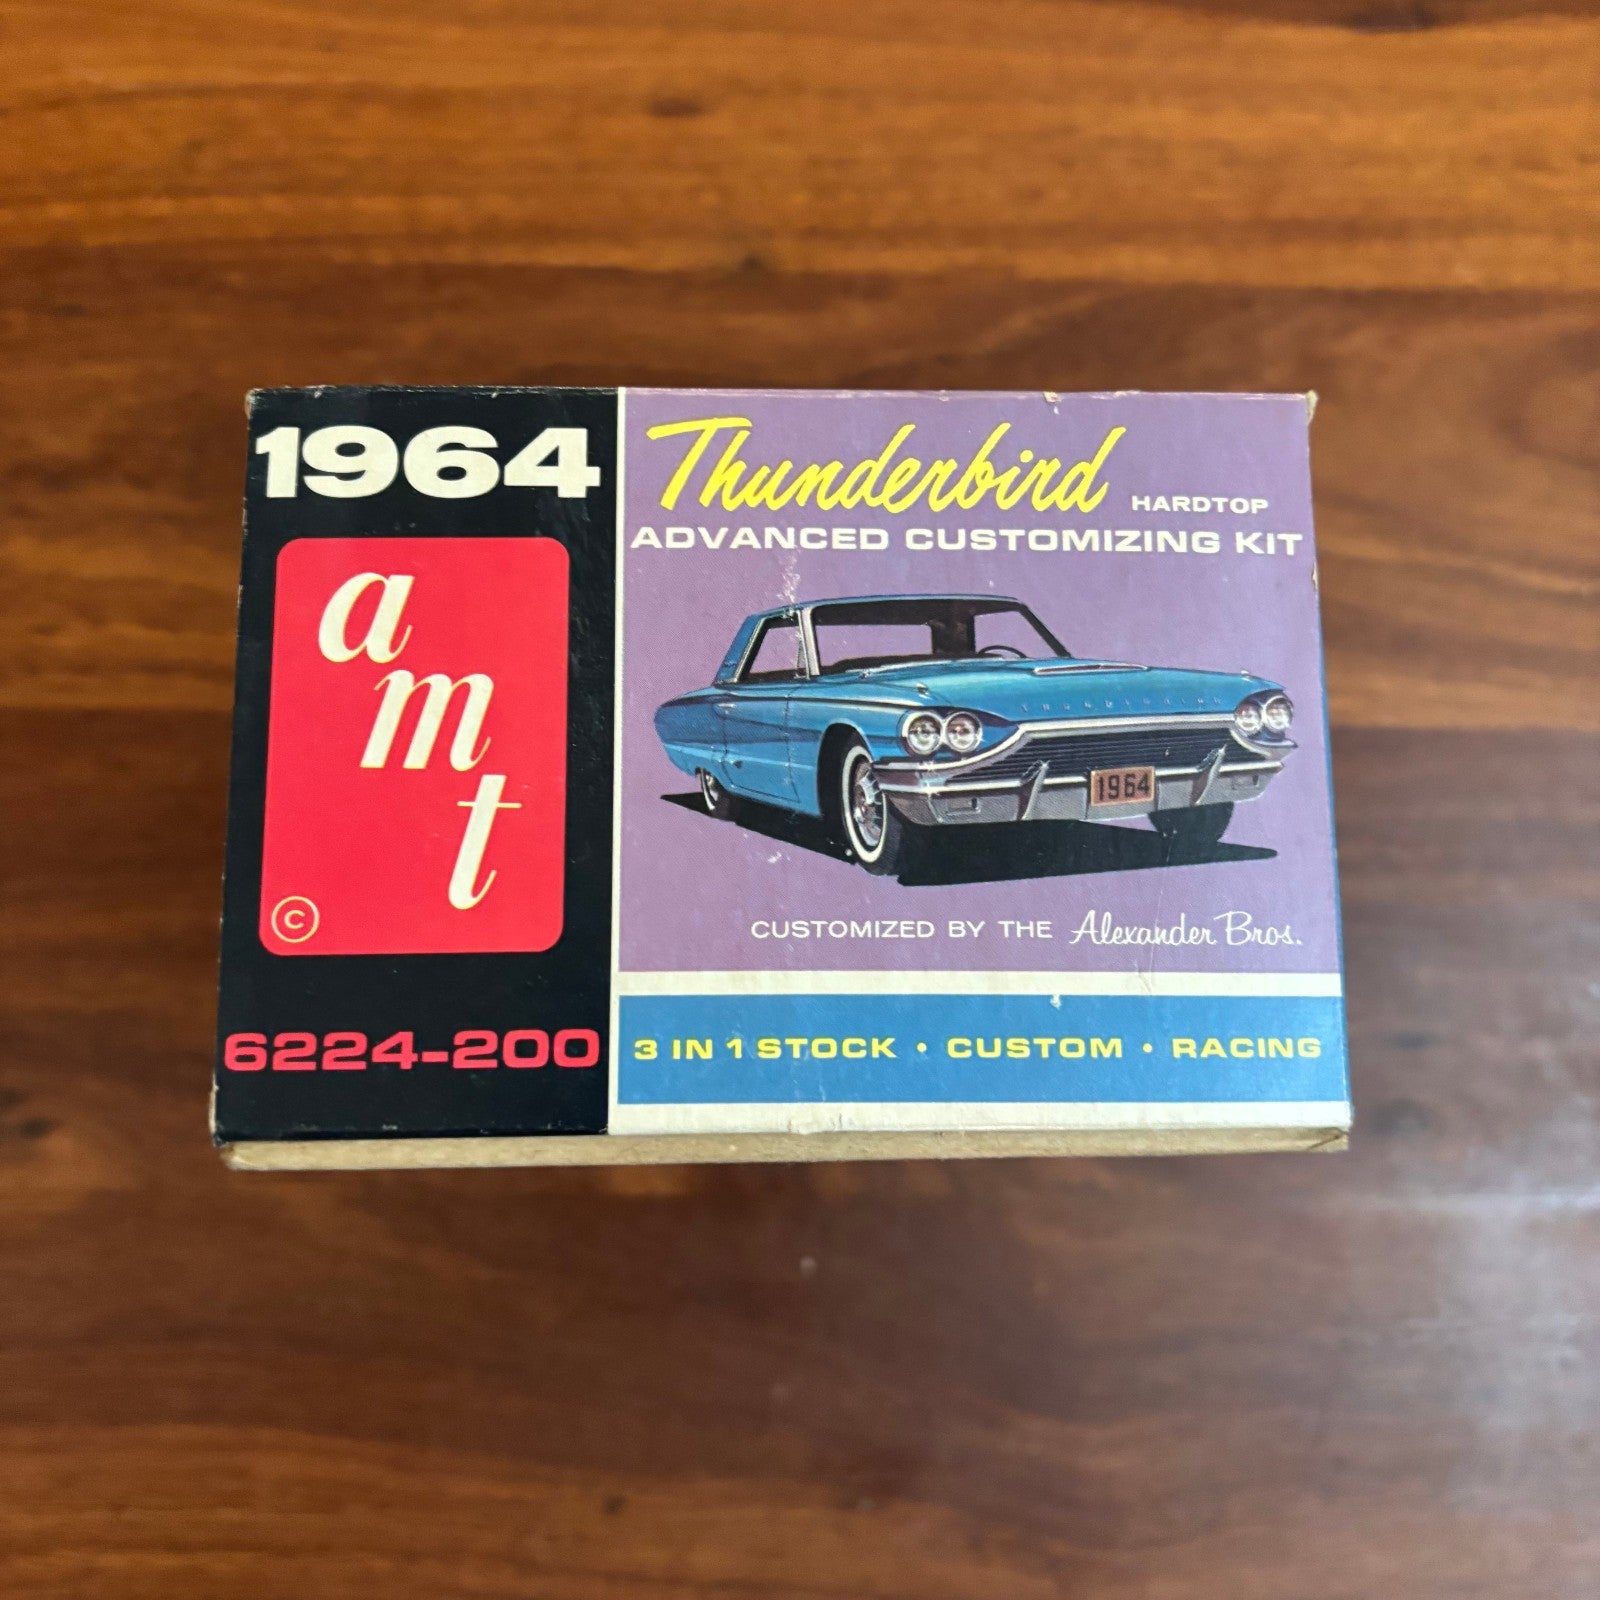 1964
amt
©
6224-200
Thunderbird HARDTOP
ADVANCED CUSTOMIZING KIT
THUNDERBIRD
1964
CUSTOMIZED BY THE Alexander Bros.
3 IN 1 STOCK • CUSTOM • RACING